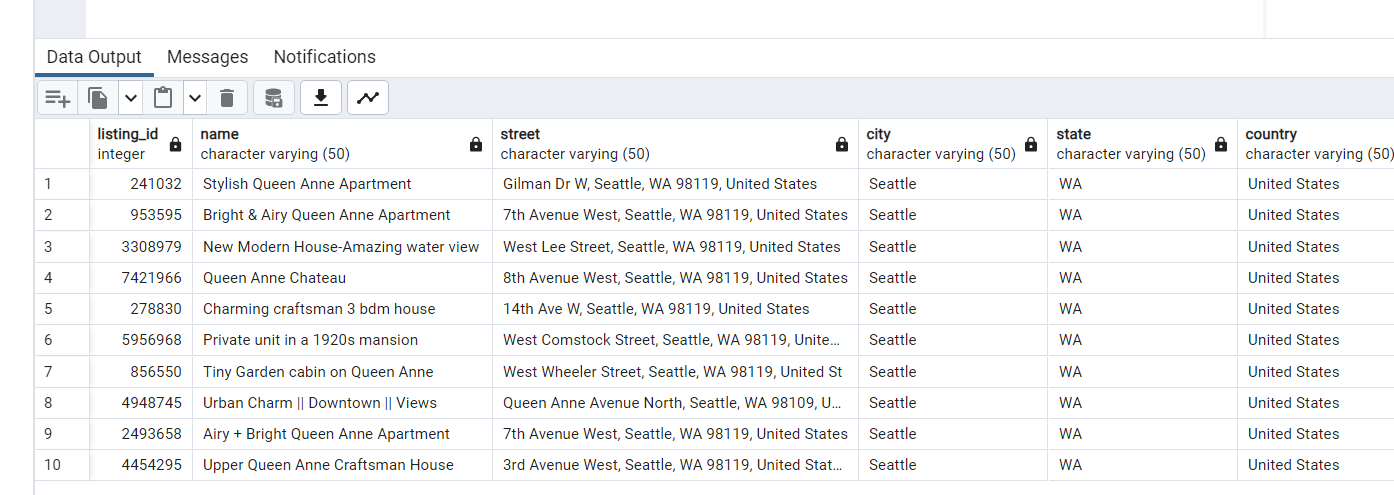 Data Output Messages Notifications
listing_id name street city state country
integer character varying (50) character varying (50) character varying (50) character varying (50) character varying (50)
1 241032 Stylish Queen Anne Apartment Gilman Dr W, Seattle, WA 98119, United States Seattle WA United States
2 953595 Bright & Airy Queen Anne Apartment 7th Avenue West, Seattle, WA 98119, United States Seattle WA United States
3 3308979 New Modern House-Amazing water view West Lee Street, Seattle, WA 98119, United States Seattle WA United States
4 7421966 Queen Anne Chateau 8th Avenue West, Seattle, WA 98119, United States Seattle WA United States
5 278830 Charming craftsman 3 bdm house 14th Ave W, Seattle, WA 98119, United States Seattle WA United States
6 5956968 Private unit in a 1920s mansion West Comstock Street, Seattle, WA 98119, Unite... Seattle WA United States
7 856550 Tiny Garden cabin on Queen Anne West Wheeler Street, Seattle, WA 98119, United St Seattle WA United States
8 4948745 Urban Charm || Downtown || Views Queen Anne Avenue North, Seattle, WA 98109, U... Seattle WA United States
9 2493658 Airy + Bright Queen Anne Apartment 7th Avenue West, Seattle, WA 98119, United States Seattle WA United States
10 4454295 Upper Queen Anne Craftsman House 3rd Avenue West, Seattle, WA 98119, United Stat... Seattle WA United States